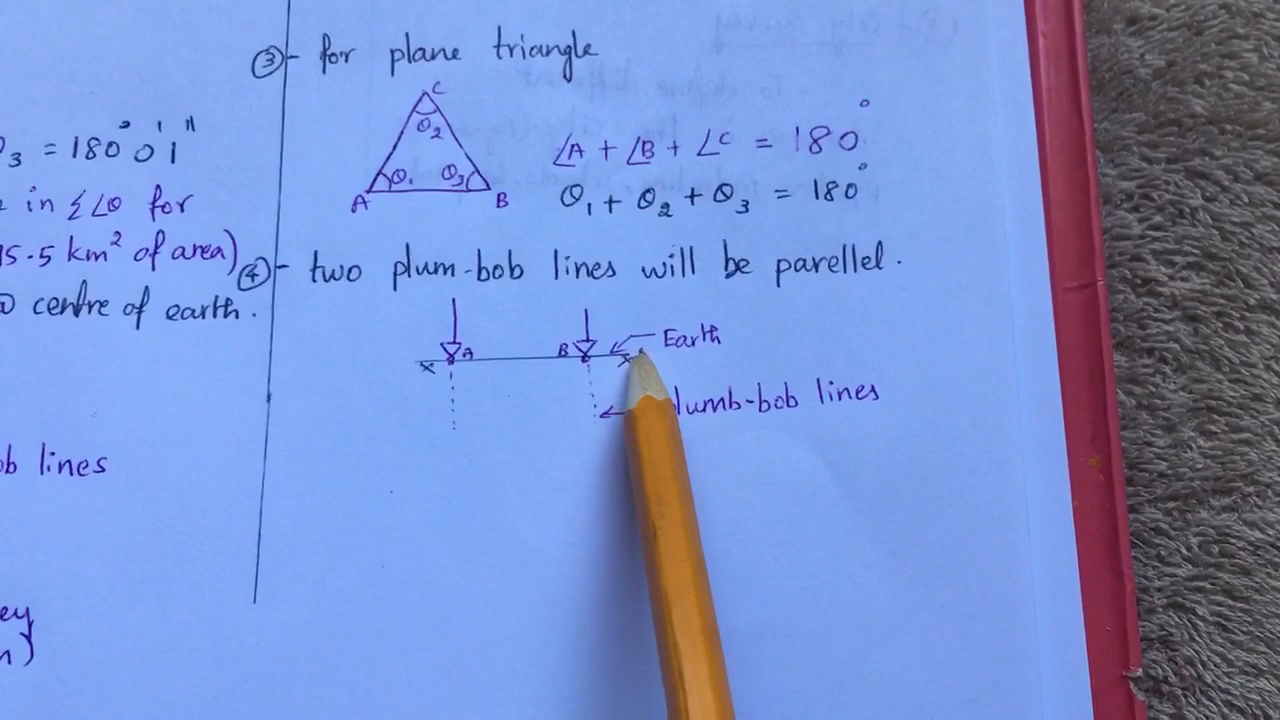 3 = 180° 0' 1"
in ∠θ for
15.5 km² of area)
centre of earth.
ob lines
ey
n)
③- for plane triangle
C
θ₂
θ₁ θ₃
A B
∠A + ∠B + ∠C = 180°
θ₁ + θ₂ + θ₃ = 180°
④- two plum-bob lines will be parellel.
A B Earth
x x
lumb-bob lines